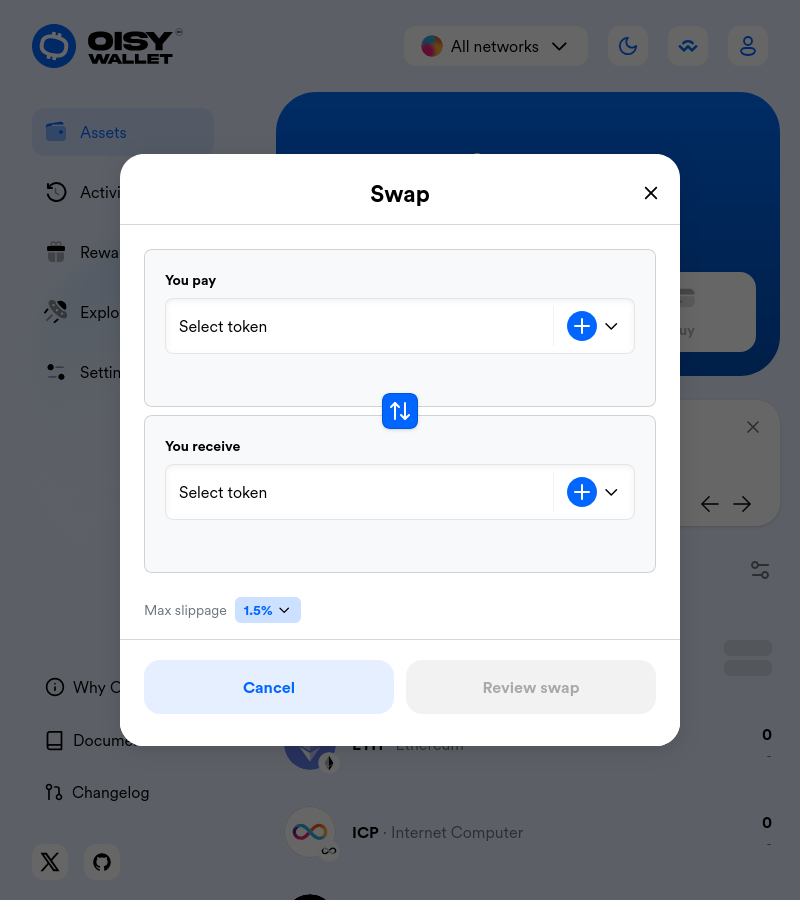 OISY
WALLET
All networks
Assets
Activi
Rewa
Explo
Settin
uy
Swap
You pay
Select token
You receive
Select token
Max slippage 1.5%
Cancel
Review swap
Why O
Docume
Changelog
ETH · Ethereum
0
-
ICP · Internet Computer
0
-